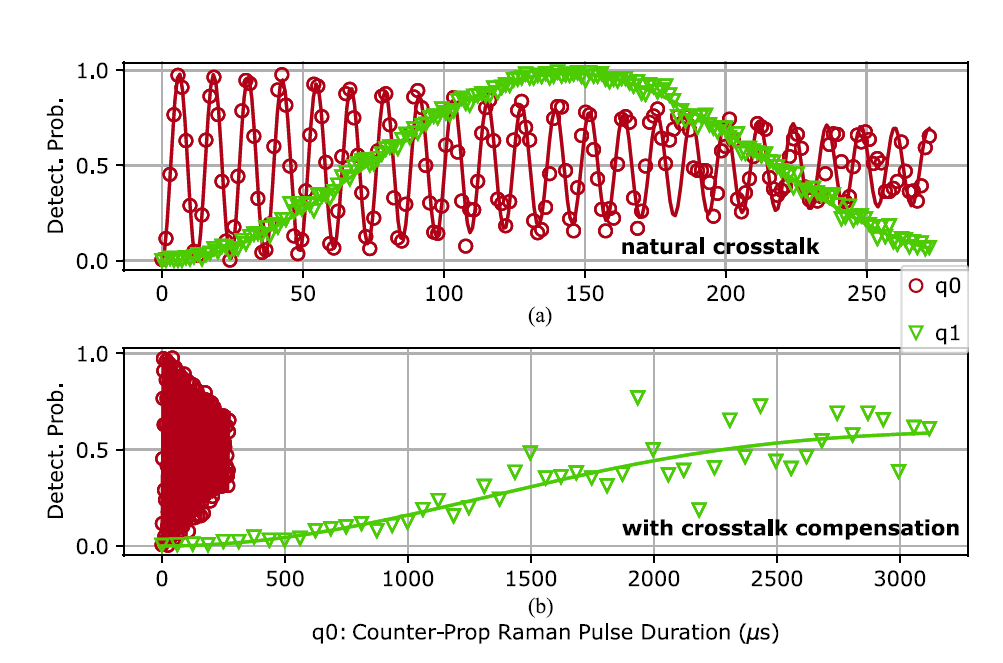 Detect. Prob.
1.0
0.5
0.0
natural crosstalk
0 50 100 150 200 250
(a)
q0
q1
Detect. Prob.
1.0
0.5
0.0
with crosstalk compensation
0 500 1000 1500 2000 2500 3000
(b)
q0: Counter-Prop Raman Pulse Duration (μs)